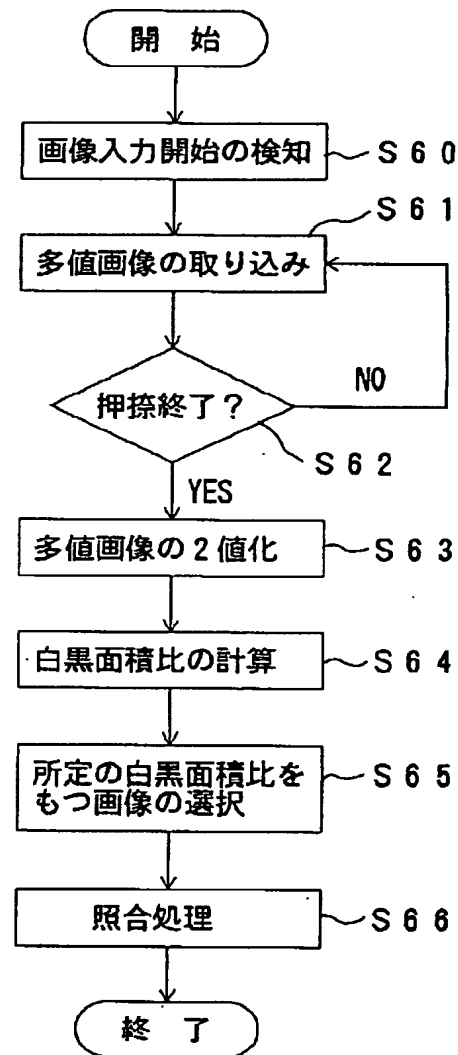 開 始
画像入力開始の検知
S60
S61
多値画像の取り込み
NO
押捺終了？
S62
YES
多値画像の2値化
S63
白黒面積比の計算
S64
所定の白黒面積比を
もつ画像の選択
S65
照合処理
S66
終 了